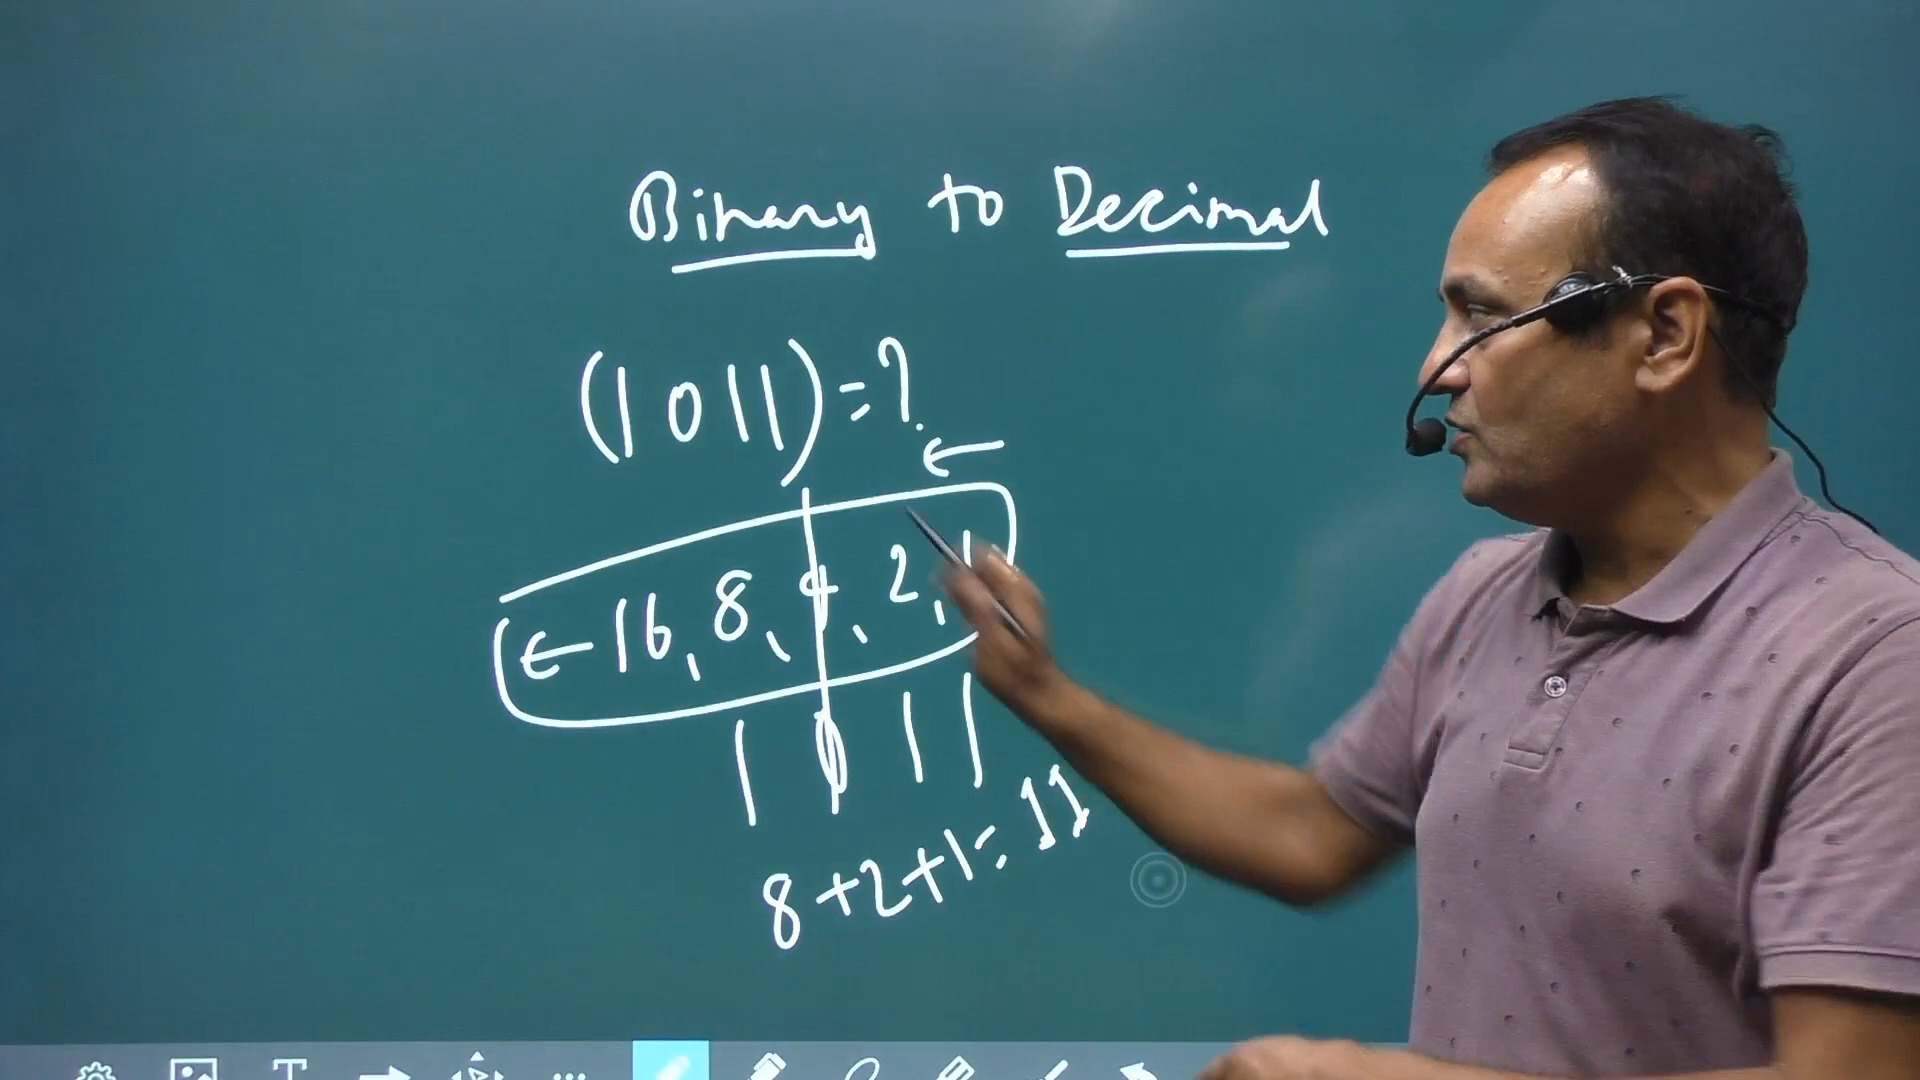 Binary to Decimal
(1011)=?
←
←16, 8, 4, 2, 1
1 0 1 1
8+2+1=11
T